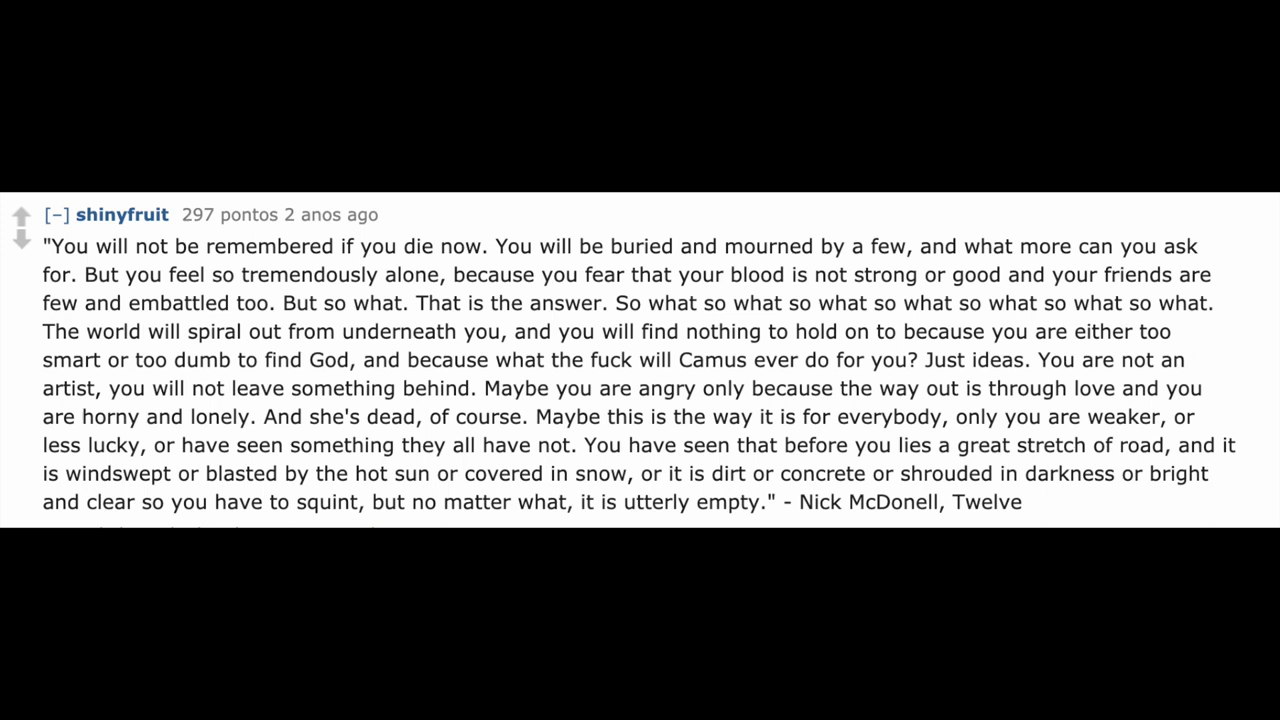 [–] shinyfruit 297 pontos 2 anos ago
"You will not be remembered if you die now. You will be buried and mourned by a few, and what more can you ask
for. But you feel so tremendously alone, because you fear that your blood is not strong or good and your friends are
few and embattled too. But so what. That is the answer. So what so what so what so what so what so what so what.
The world will spiral out from underneath you, and you will find nothing to hold on to because you are either too
smart or too dumb to find God, and because what the fuck will Camus ever do for you? Just ideas. You are not an
artist, you will not leave something behind. Maybe you are angry only because the way out is through love and you
are horny and lonely. And she's dead, of course. Maybe this is the way it is for everybody, only you are weaker, or
less lucky, or have seen something they all have not. You have seen that before you lies a great stretch of road, and it
is windswept or blasted by the hot sun or covered in snow, or it is dirt or concrete or shrouded in darkness or bright
and clear so you have to squint, but no matter what, it is utterly empty." - Nick McDonell, Twelve